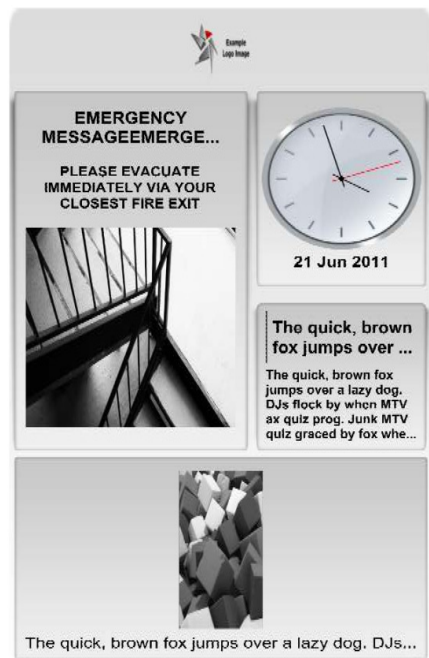 Example
Logo Image
EMERGENCY
MESSAGEEMERGE...
PLEASE EVACUATE
IMMEDIATELY VIA YOUR
CLOSEST FIRE EXIT
21 Jun 2011
The quick, brown
fox jumps over ...
The quick, brown fox
jumps over a lazy dog.
DJs flock by when MTV
ax quiz prog. Junk MTV
quiz graced by fox whe...
The quick, brown fox jumps over a lazy dog. DJs...